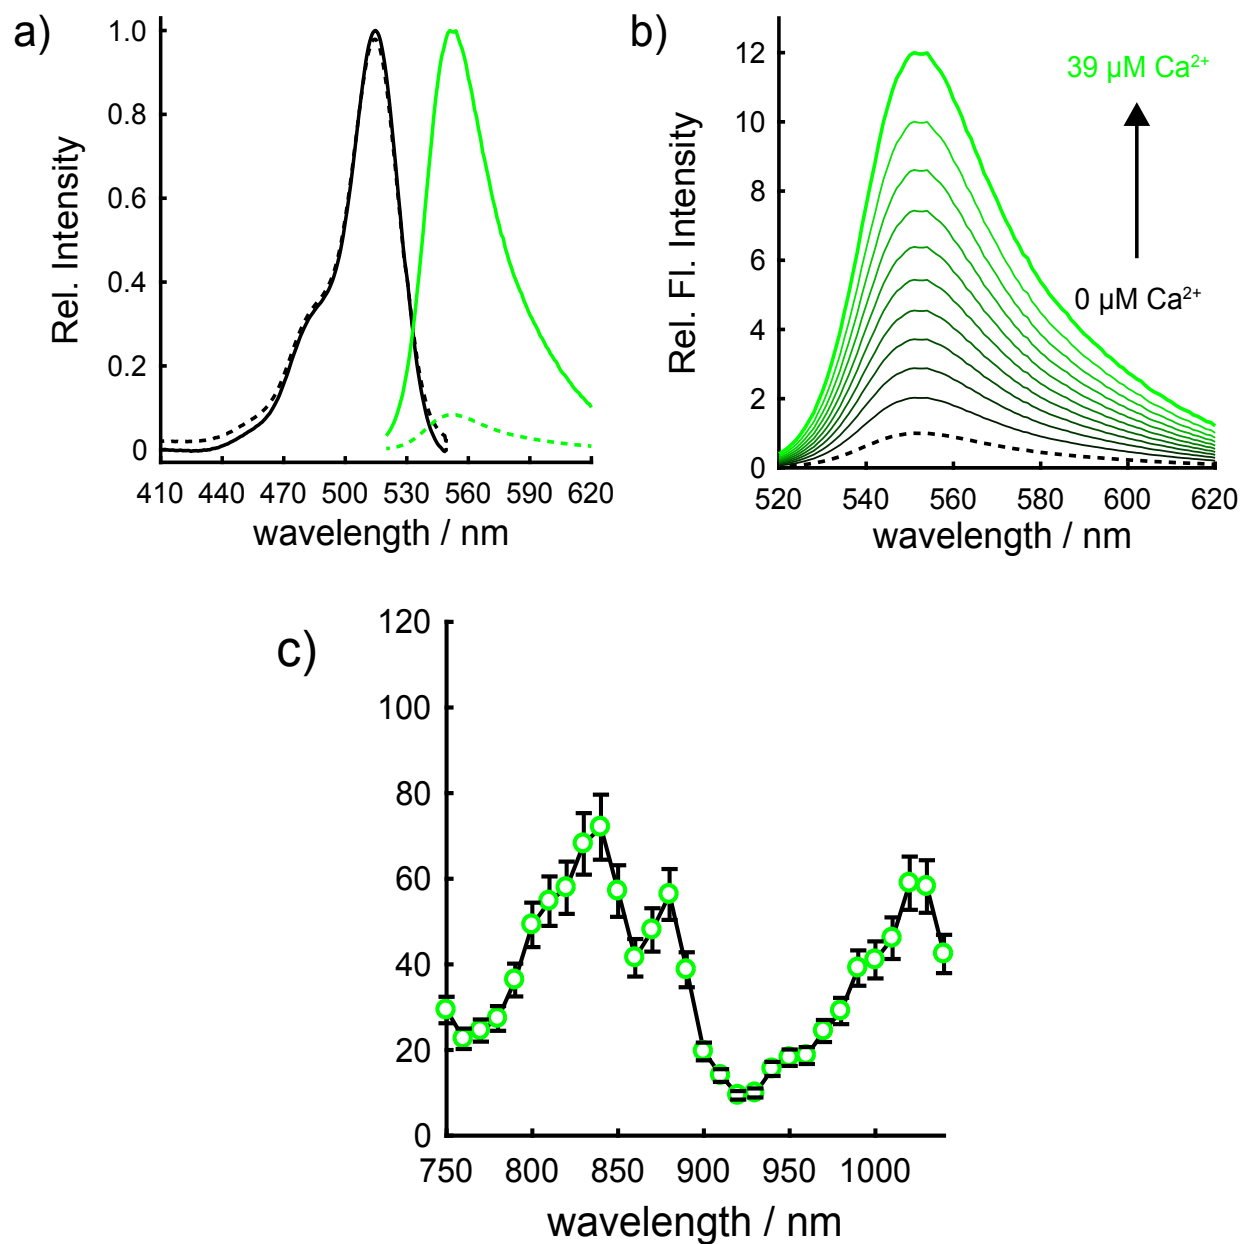 a)
Rel. Intensity
1.0
0.8
0.6
0.4
0.2
0
410 440 470 500 530 560 590 620
wavelength / nm
b)
Rel. Fl. Intensity
12
10
8
6
4
2
0
39 µM Ca²⁺
0 µM Ca²⁺
520 540 560 580 600 620
wavelength / nm
c)
120
100
80
60
40
20
0
750 800 850 900 950 1000
wavelength / nm